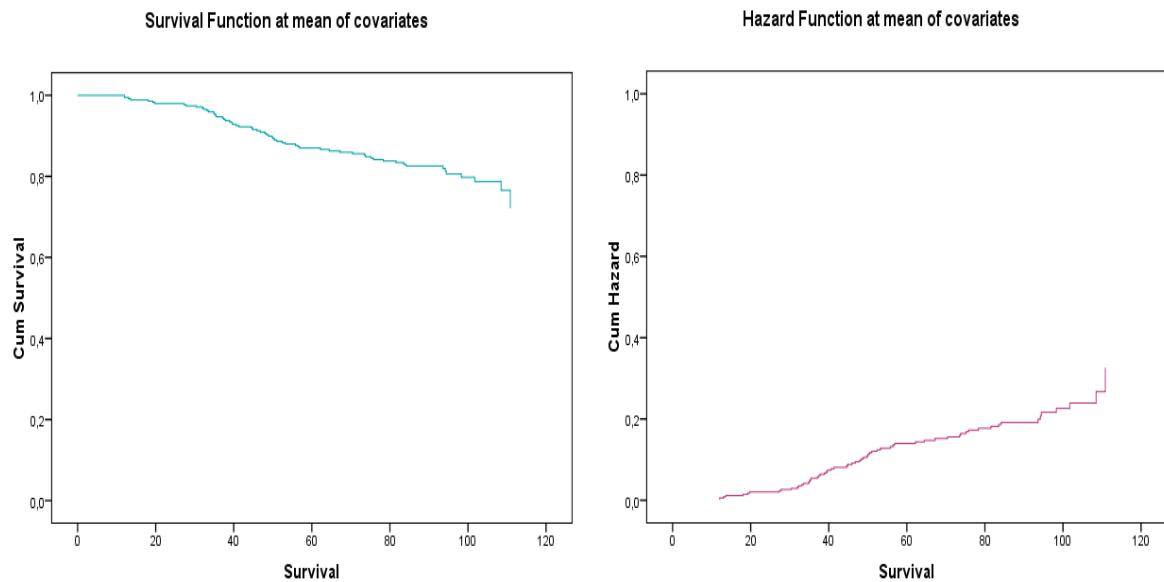 Survival Function at mean of covariates
Cum Survival
1,0
0,8
0,6
0,4
0,2
0,0
0 20 40 60 80 100 120
Survival
Hazard Function at mean of covariates
Cum Hazard
1,0
0,8
0,6
0,4
0,2
0,0
0 20 40 60 80 100 120
Survival